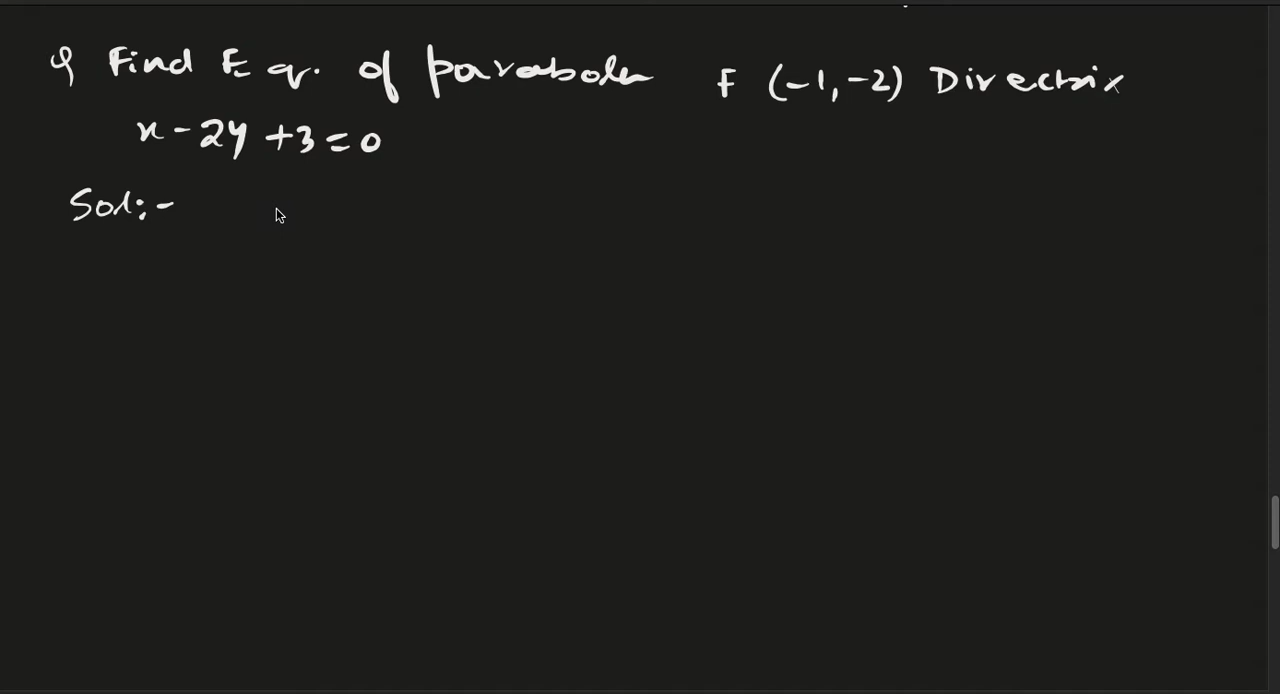 Q Find Eq. of parabola F (-1, -2) Directrix
x - 2y + 3 = 0
Sol:-